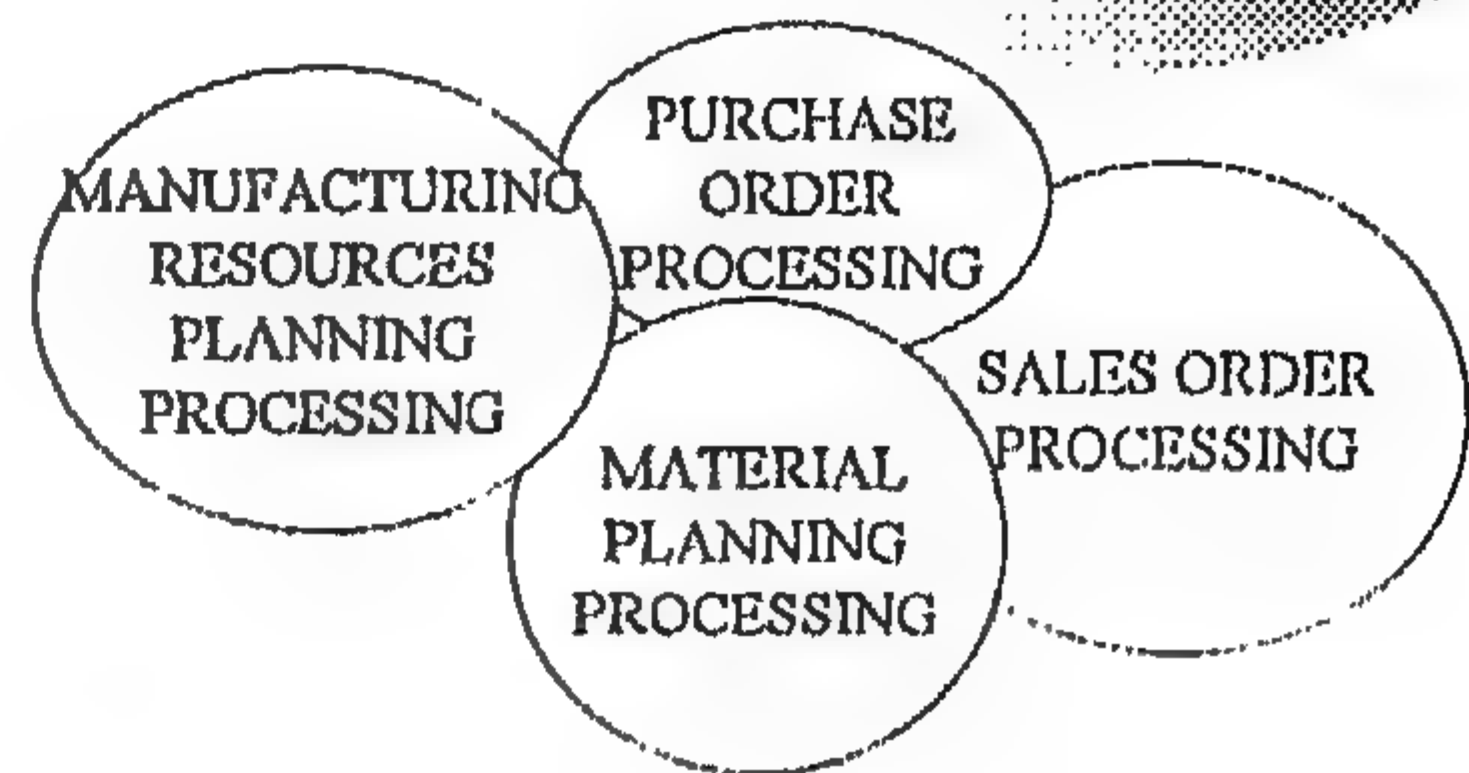 PURCHASE
ORDER
PROCESSING
MANUFACTURING
RESOURCES
PLANNING
PROCESSING
SALES ORDER
PROCESSING
MATERIAL
PLANNING
PROCESSING